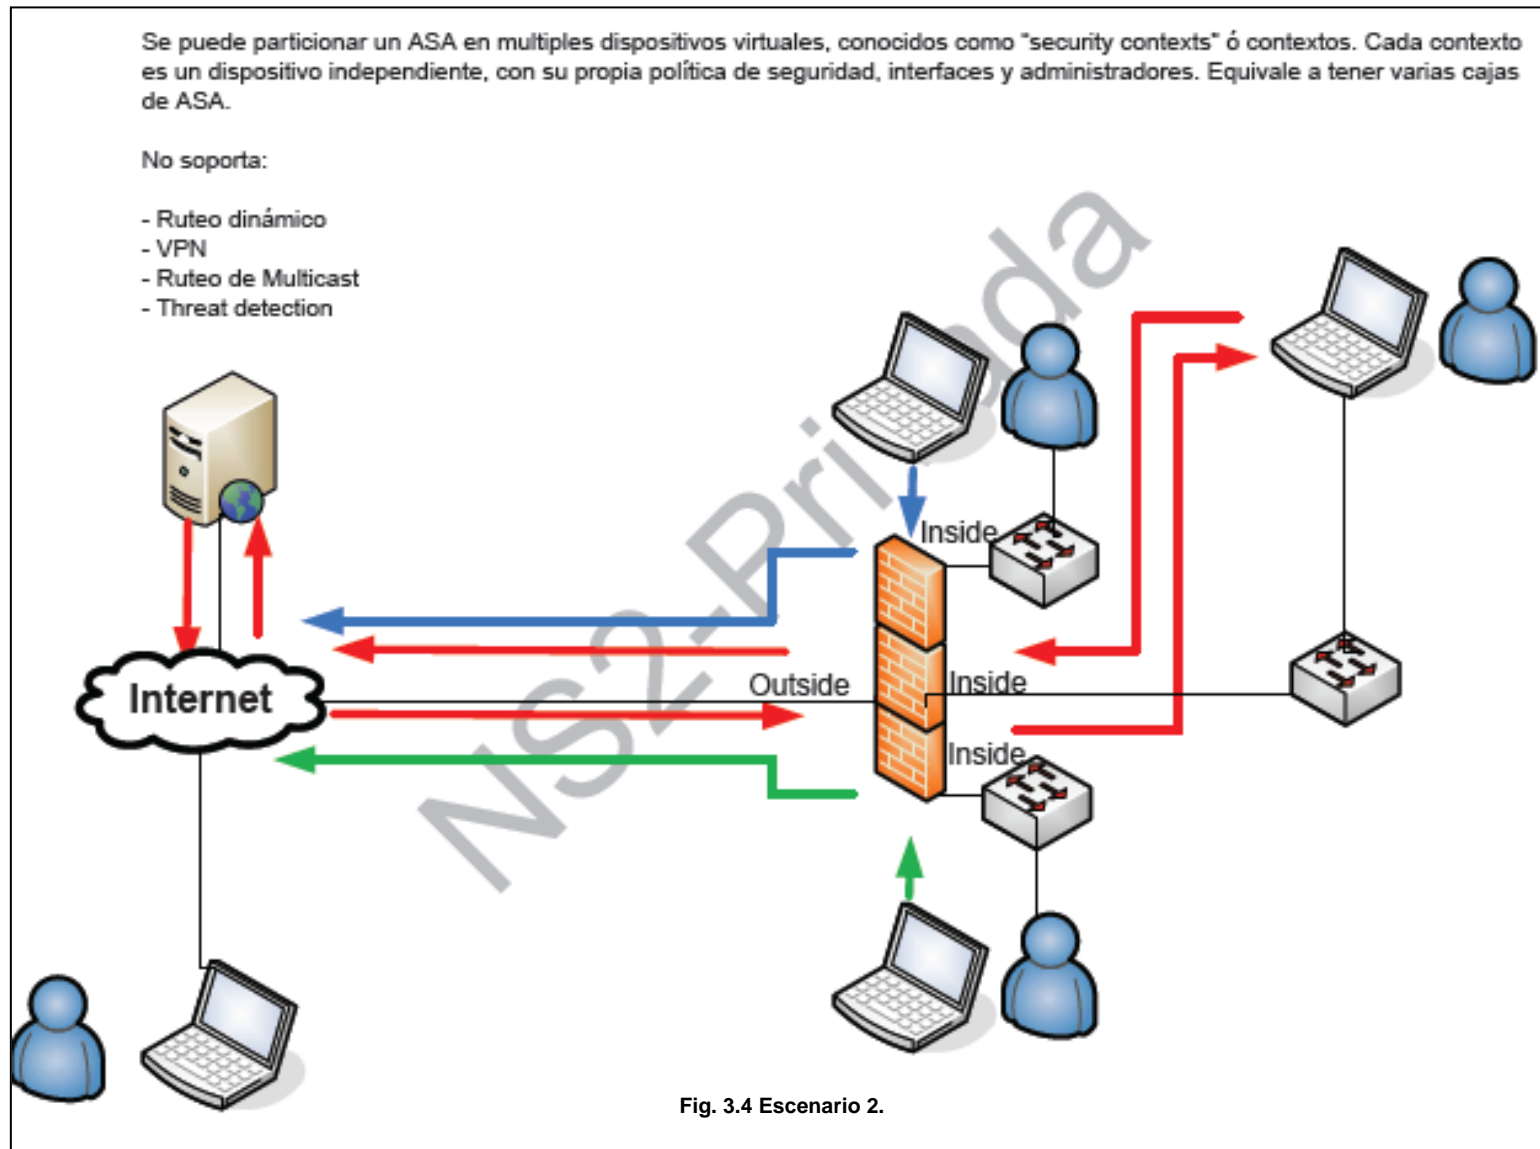 Se puede particionar un ASA en multiples dispositivos virtuales, conocidos como "security contexts" ó contextos. Cada contexto
es un dispositivo independiente, con su propia política de seguridad, interfaces y administradores. Equivale a tener varias cajas
de ASA.
No soporta:
- Ruteo dinámico
- VPN
- Ruteo de Multicast
- Threat detection
NS2-Privada
Inside
Internet
Outside
Inside
Inside
Fig. 3.4 Escenario 2.